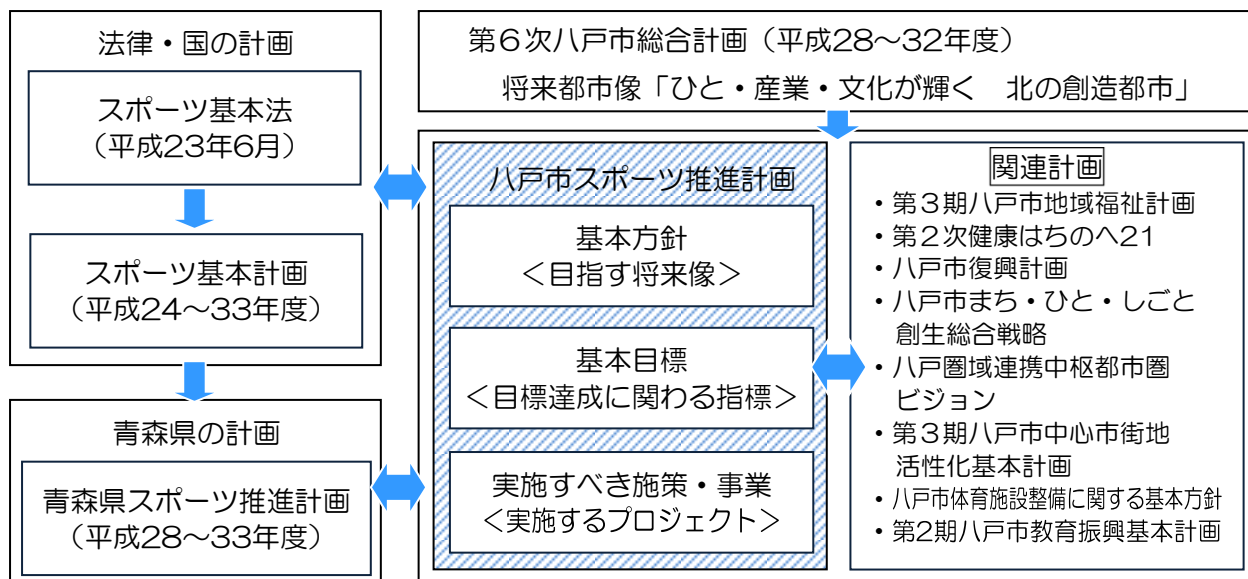 法律・国の計画
スポーツ基本法
（平成23年6月）
スポーツ基本計画
（平成24～33年度）
青森県の計画
青森県スポーツ推進計画
（平成28～33年度）
第６次八戸市総合計画（平成28～32年度）
将来都市像「ひと・産業・文化が輝く　北の創造都市」
八戸市スポーツ推進計画
基本方針
＜目指す将来像＞
基本目標
＜目標達成に関わる指標＞
実施すべき施策・事業
＜実施するプロジェクト＞
関連計画
・第３期八戸市地域福祉計画
・第２次健康はちのへ21
・八戸市復興計画
・八戸市まち・ひと・しごと
創生総合戦略
・八戸圏域連携中枢都市圏
ビジョン
・第３期八戸市中心市街地
活性化基本計画
・八戸市体育施設整備に関する基本方針
・第2期八戸市教育振興基本計画